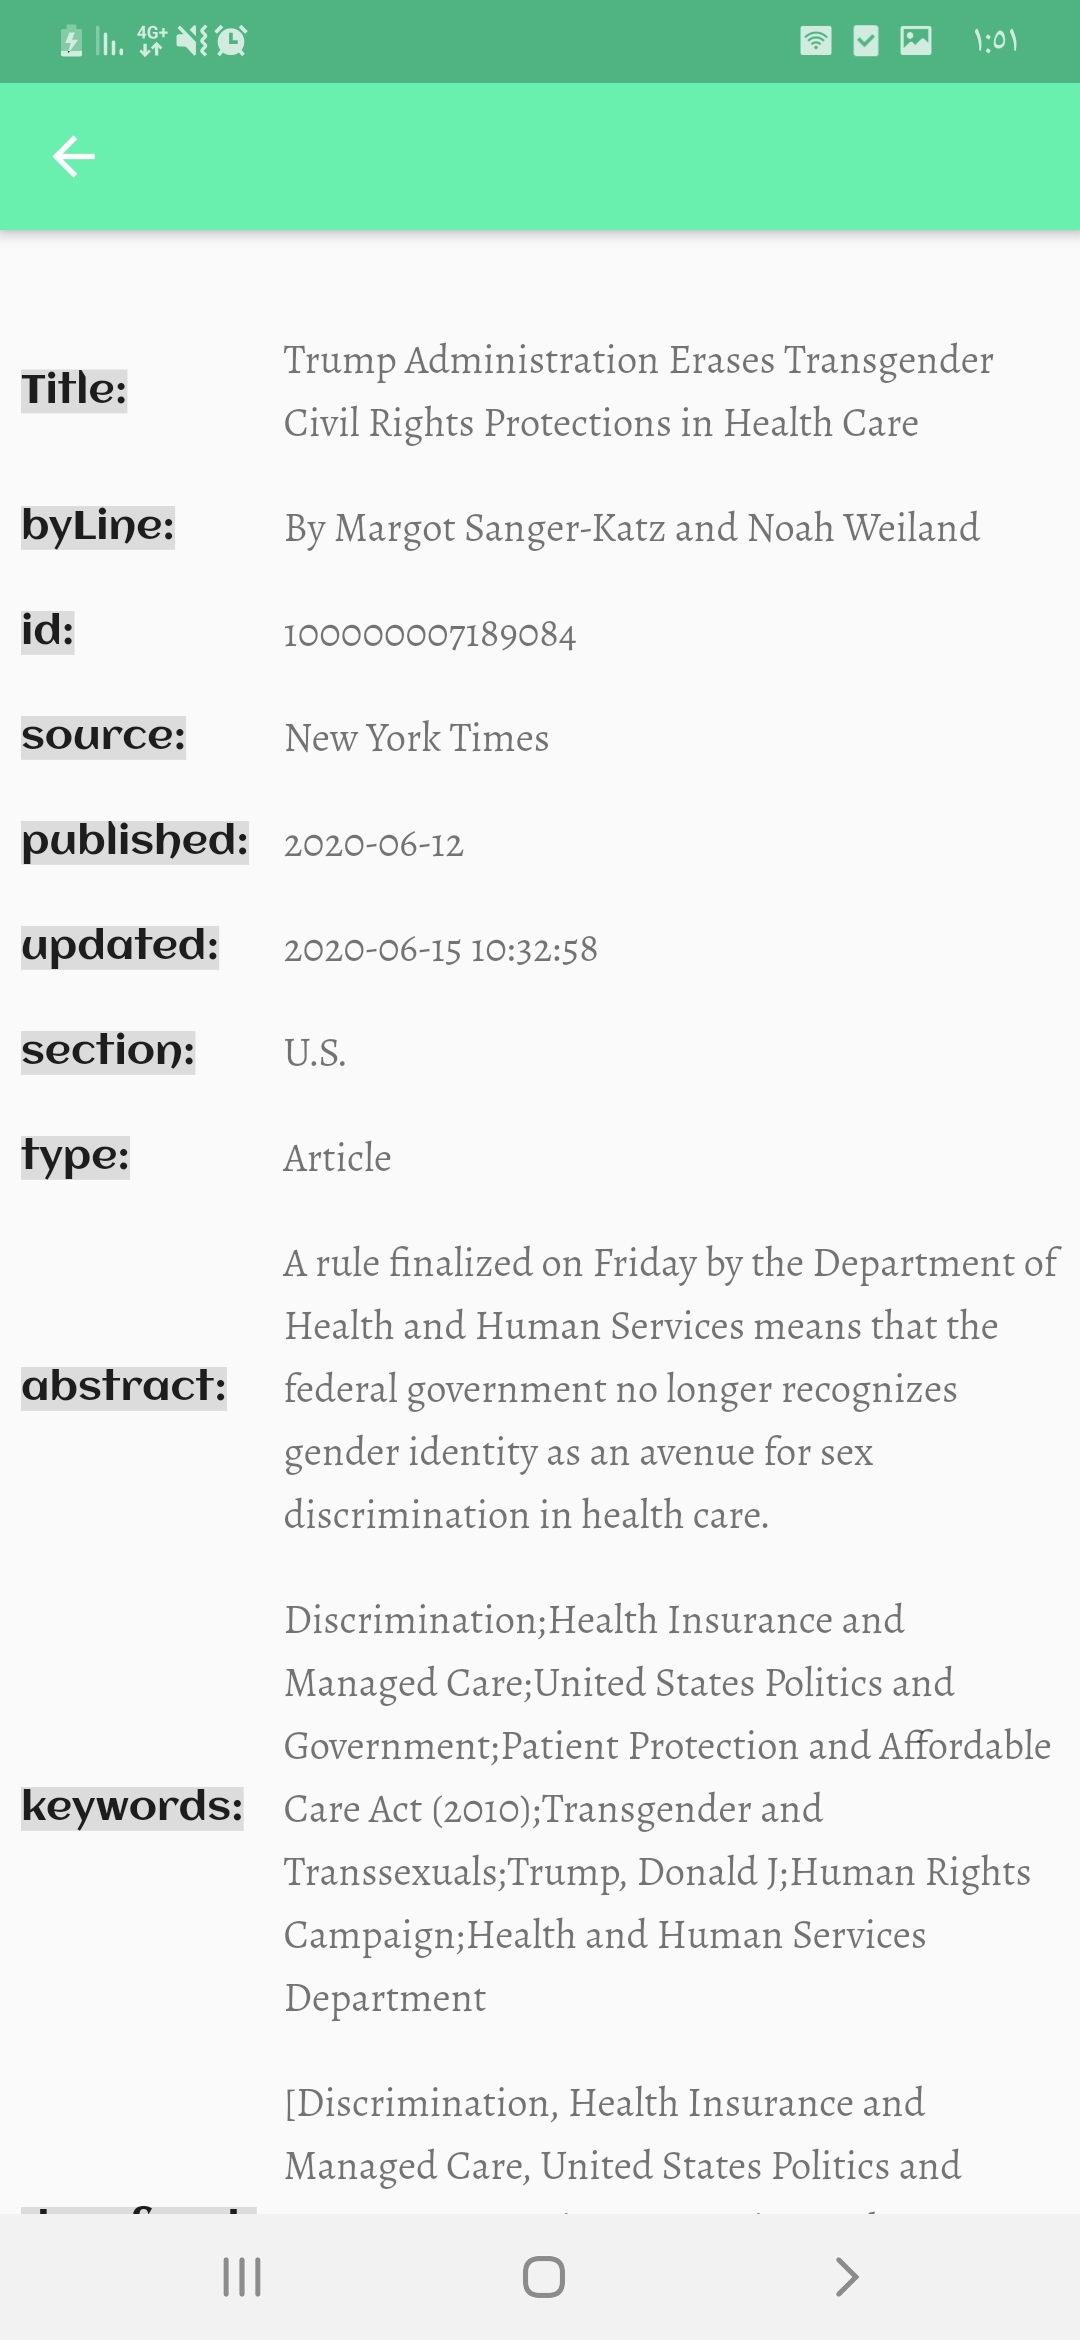 4G+
١:٥١
Title:
Trump Administration Erases Transgender
Civil Rights Protections in Health Care
byLine:
By Margot Sanger-Katz and Noah Weiland
id:
100000007189084
source:
New York Times
published:
2020-06-12
updated:
2020-06-15 10:32:58
section:
U.S.
type:
Article
abstract:
A rule finalized on Friday by the Department of
Health and Human Services means that the
federal government no longer recognizes
gender identity as an avenue for sex
discrimination in health care.
keywords:
Discrimination;Health Insurance and
Managed Care;United States Politics and
Government;Patient Protection and Affordable
Care Act (2010);Transgender and
Transsexuals;Trump, Donald J;Human Rights
Campaign;Health and Human Services
Department
[Discrimination, Health Insurance and
Managed Care, United States Politics and